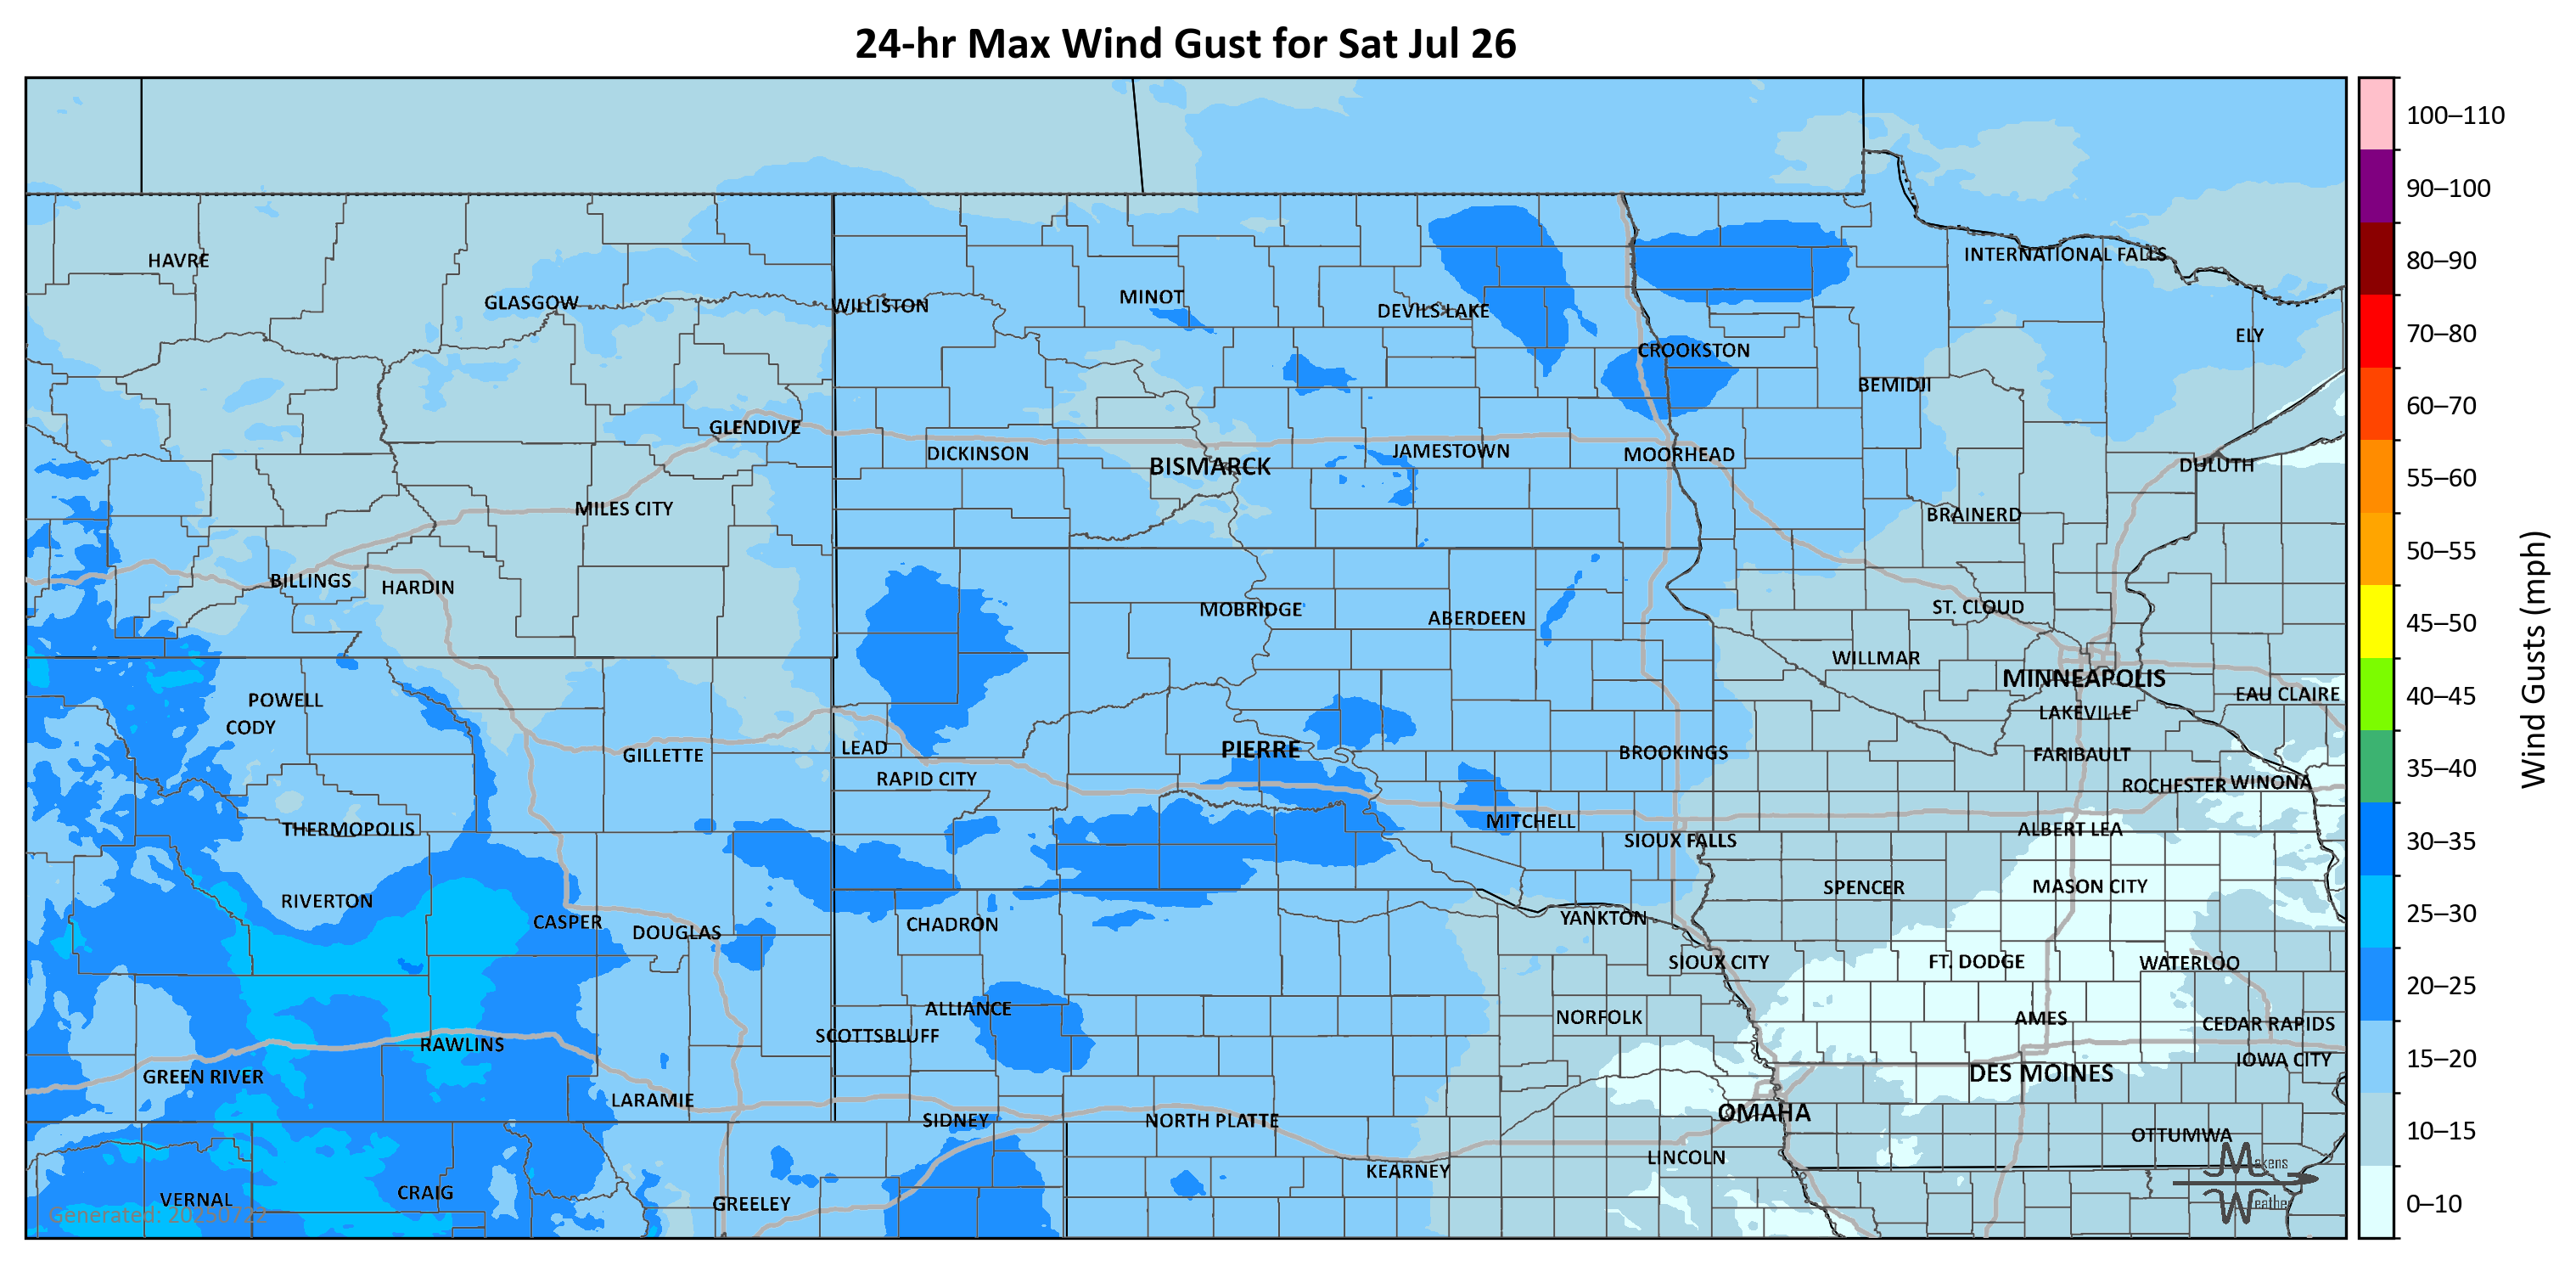 24-hr Max Wind Gust for Sat Jul 26
100–110
90–100
80–90
70–80
60–70
55–60
50–55
45–50
40–45
35–40
30–35
25–30
20–25
15–20
10–15
0–10
Wind Gusts (mph)
HAVRE
INTERNATIONAL FALLS
GLASGOW
WILLISTON
MINOT
DEVILS LAKE
ELY
CROOKSTON
BEMIDJI
GLENDIVE
DICKINSON
BISMARCK
JAMESTOWN
MOORHEAD
DULUTH
MILES CITY
BRAINERD
BILLINGS
HARDIN
MOBRIDGE
ABERDEEN
ST. CLOUD
WILLMAR
MINNEAPOLIS
EAU CLAIRE
POWELL
CODY
LAKEVILLE
GILLETTE
LEAD
PIERRE
BROOKINGS
FARIBAULT
RAPID CITY
ROCHESTER
WINONA
THERMOPOLIS
MITCHELL
SIOUX FALLS
ALBERT LEA
RIVERTON
SPENCER
MASON CITY
CASPER
DOUGLAS
CHADRON
YANKTON
SIOUX CITY
FT. DODGE
WATERLOO
ALLIANCE
SCOTTSBLUFF
NORFOLK
AMES
CEDAR RAPIDS
RAWLINS
IOWA CITY
GREEN RIVER
DES MOINES
LARAMIE
SIDNEY
NORTH PLATTE
OMAHA
OTTUMWA
LINCOLN
KEARNEY
VERNAL
CRAIG
GREELEY
Generated: 20250722
Makens
Weather